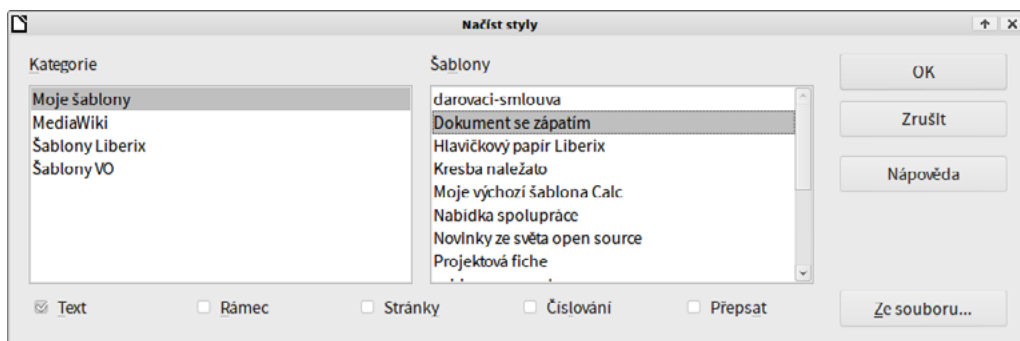 Načíst styly
Kategorie
Moje šablony
MediaWiki
Šablony Liberix
Šablony VO
Šablony
darovaci-smlouva
Dokument se zápatím
Hlavičkový papír Liberix
Kresba naležato
Moje výchozí šablona Calc
Nabídka spolupráce
Novinky ze světa open source
Projektová fiche
OK
Zrušit
Nápověda
Text
Rámec
Stránky
Číslování
Přepsat
Ze souboru...